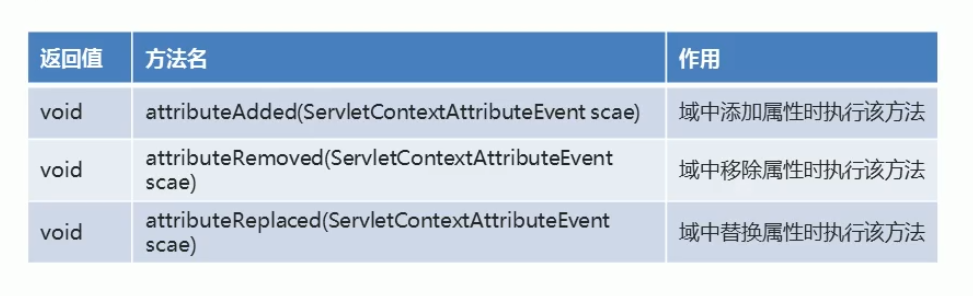 返回值 方法名 作用
void attributeAdded(ServletContextAttributeEvent scae) 域中添加属性时执行该方法
void attributeRemoved(ServletContextAttributeEvent
scae) 域中移除属性时执行该方法
void attributeReplaced(ServletContextAttributeEvent
scae) 域中替换属性时执行该方法